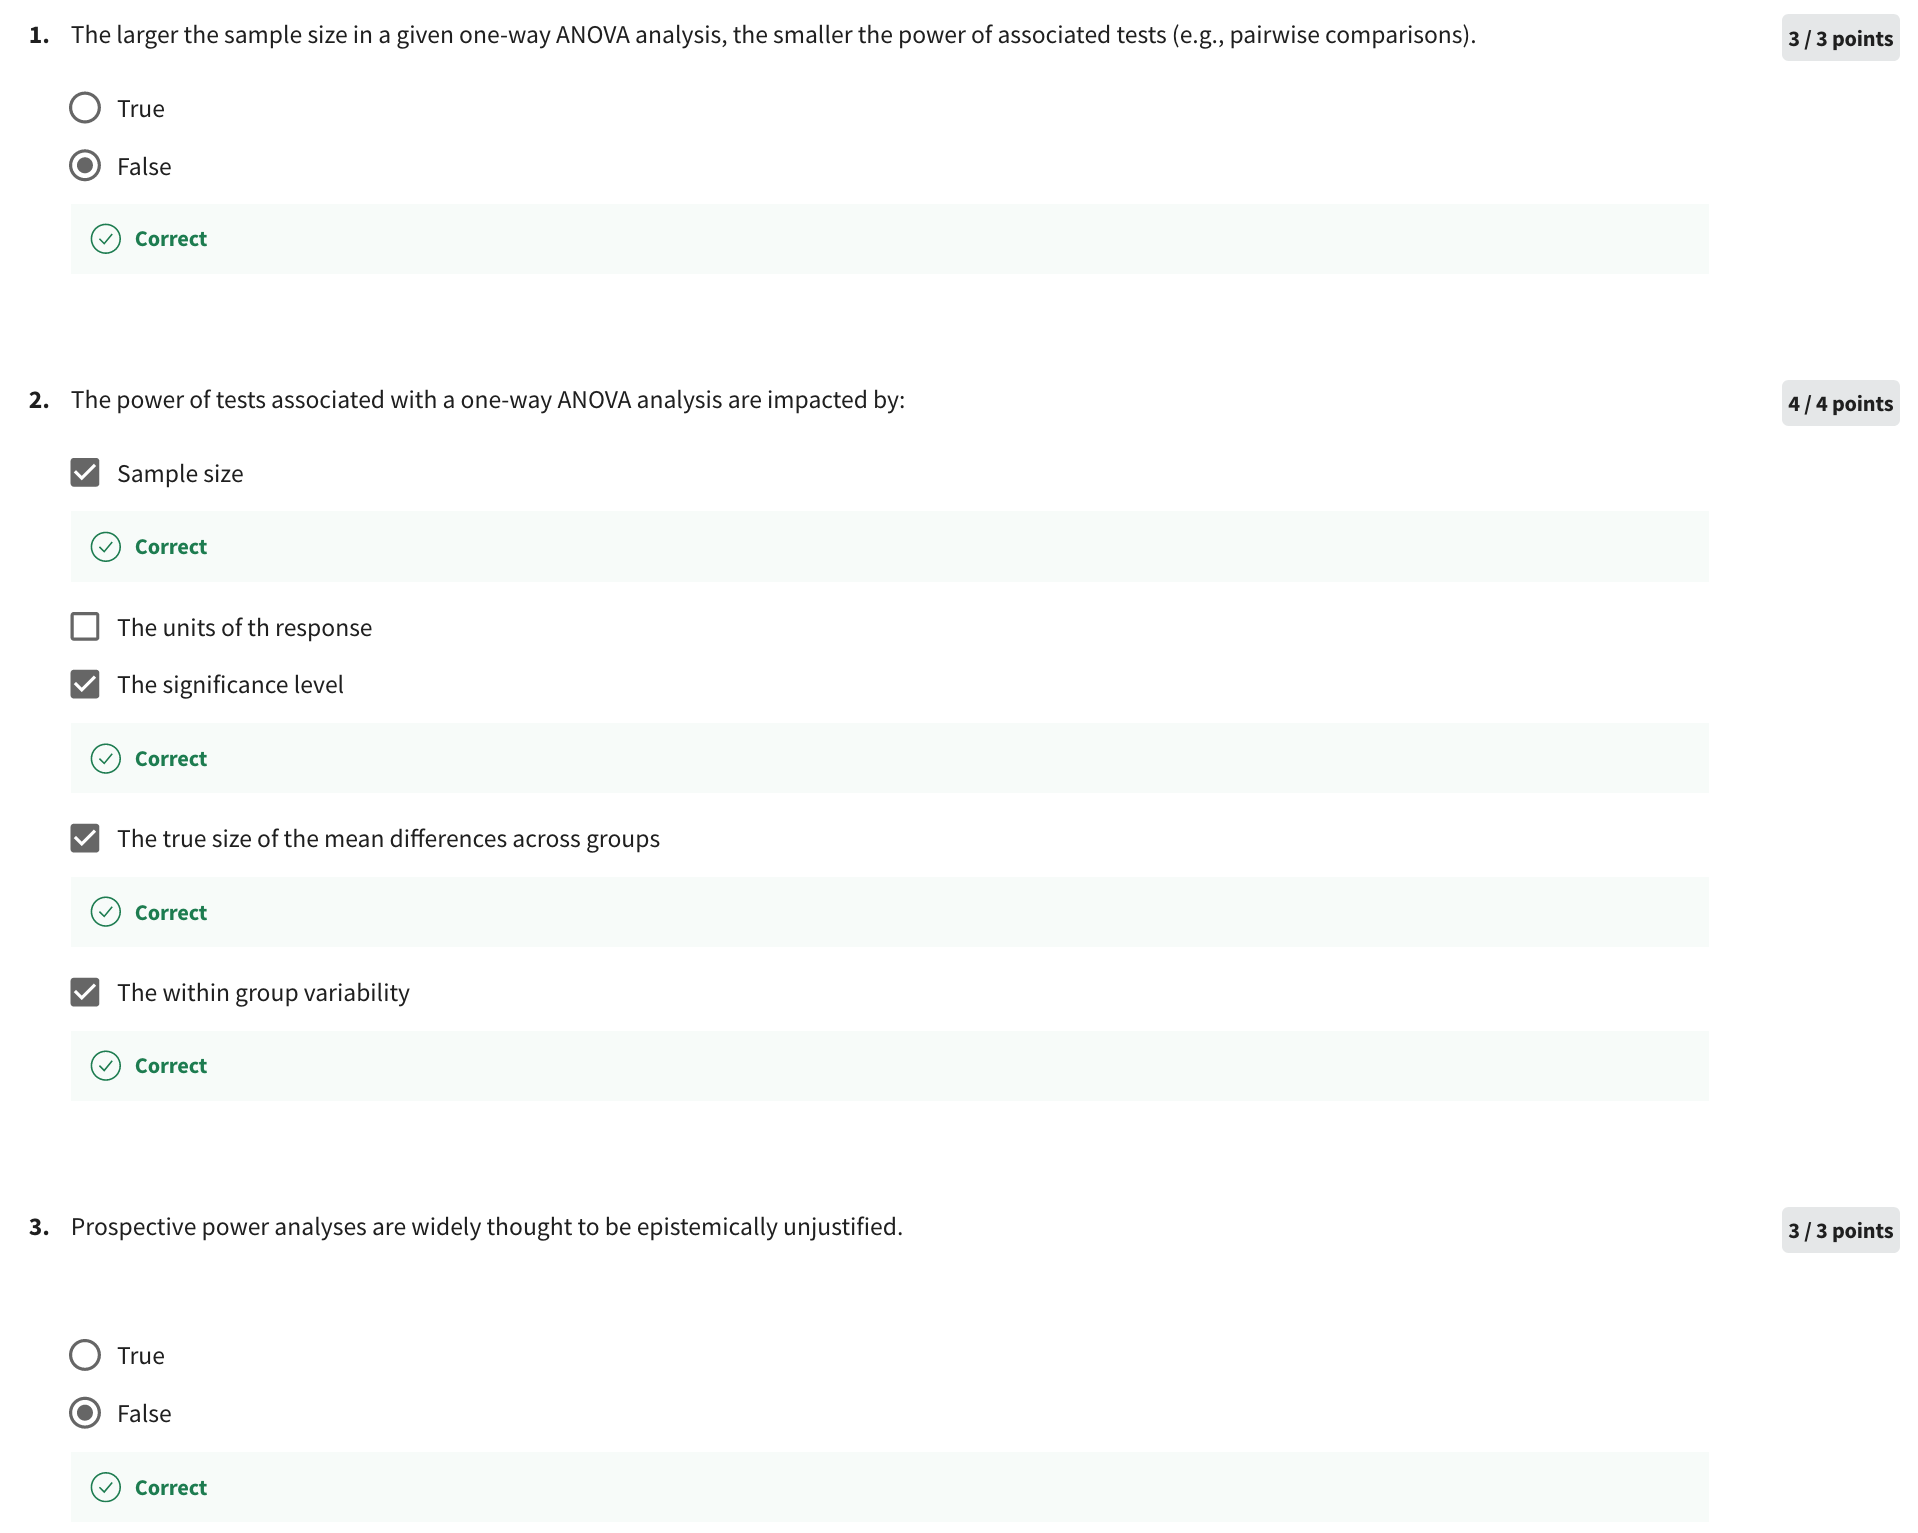 1. The larger the sample size in a given one-way ANOVA analysis, the smaller the power of associated tests (e.g., pairwise comparisons).
3 / 3 points
True
False
Correct
2. The power of tests associated with a one-way ANOVA analysis are impacted by:
4 / 4 points
Sample size
Correct
The units of th response
The significance level
Correct
The true size of the mean differences across groups
Correct
The within group variability
Correct
3. Prospective power analyses are widely thought to be epistemically unjustified.
3 / 3 points
True
False
Correct